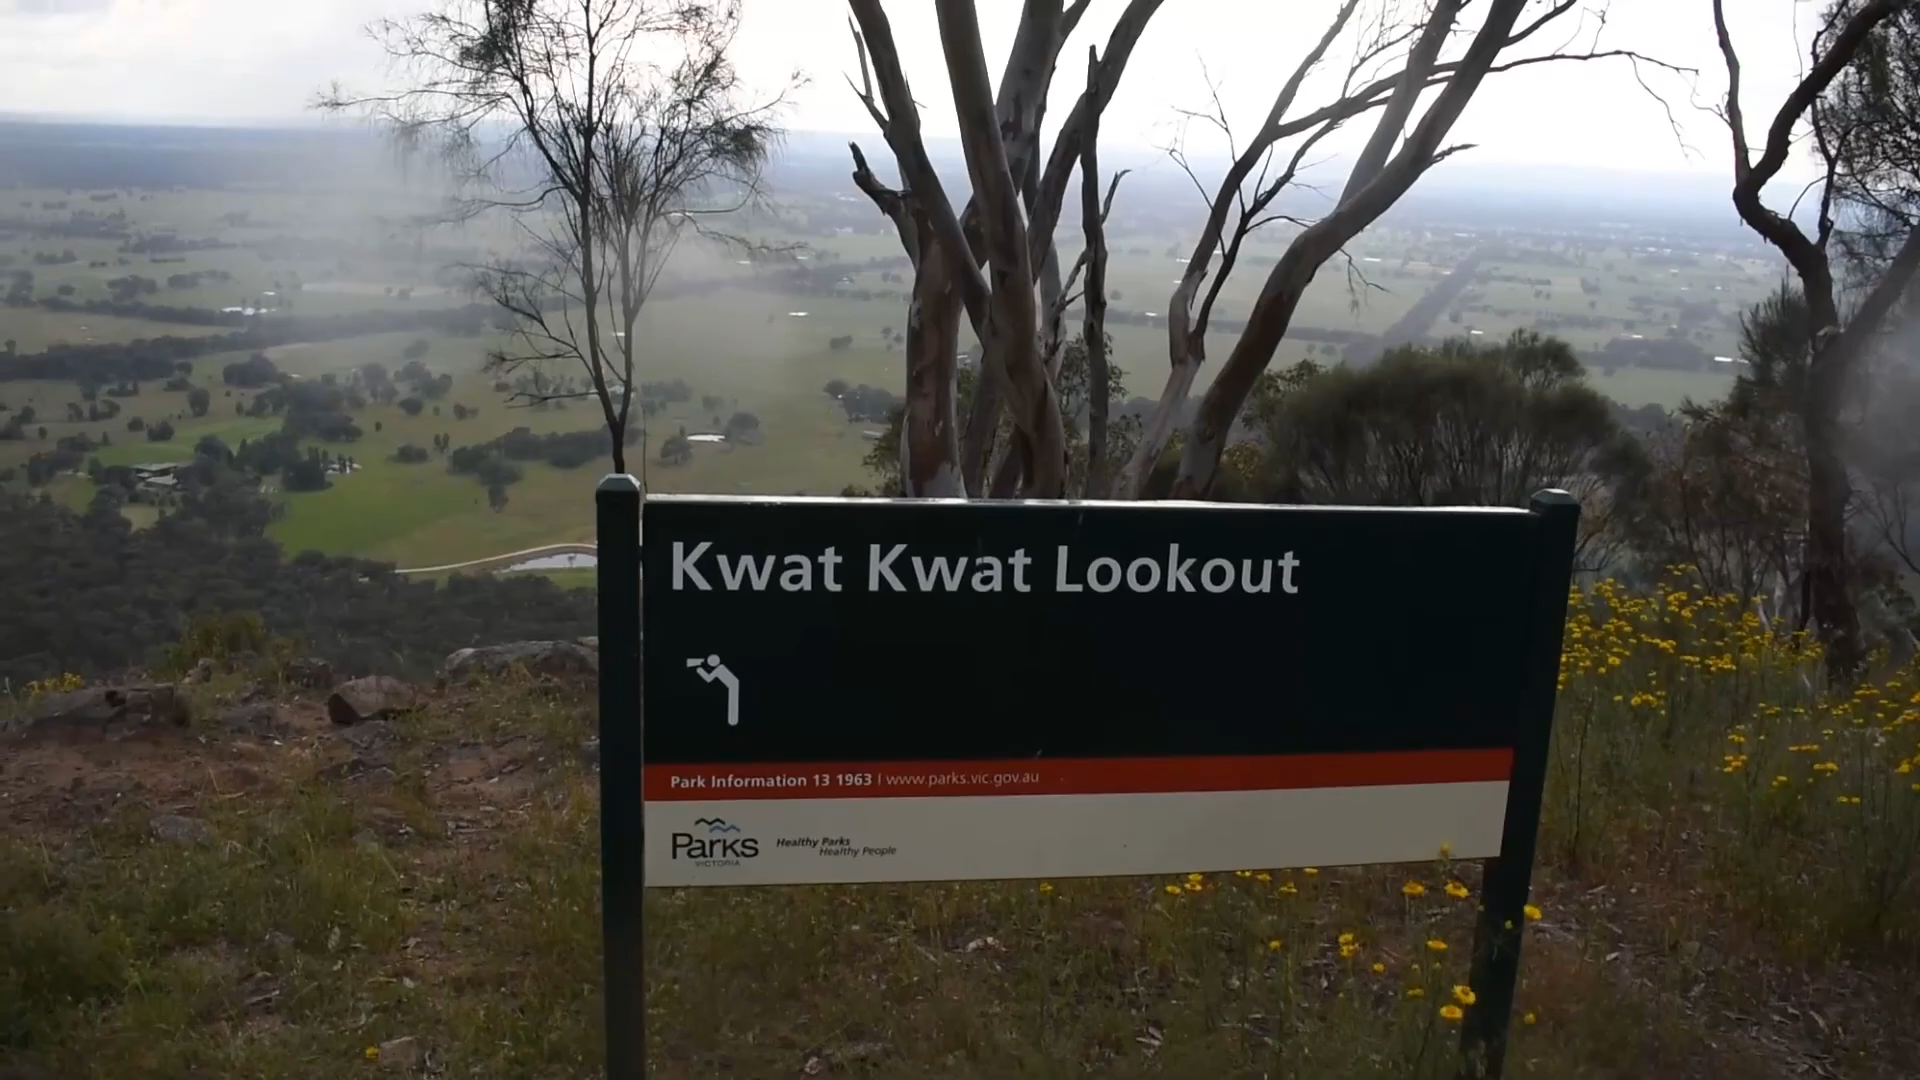 Kwat Kwat Lookout
Park Information 13 1963 | www.parks.vic.gov.au
Parks
VICTORIA
Healthy Parks
Healthy People